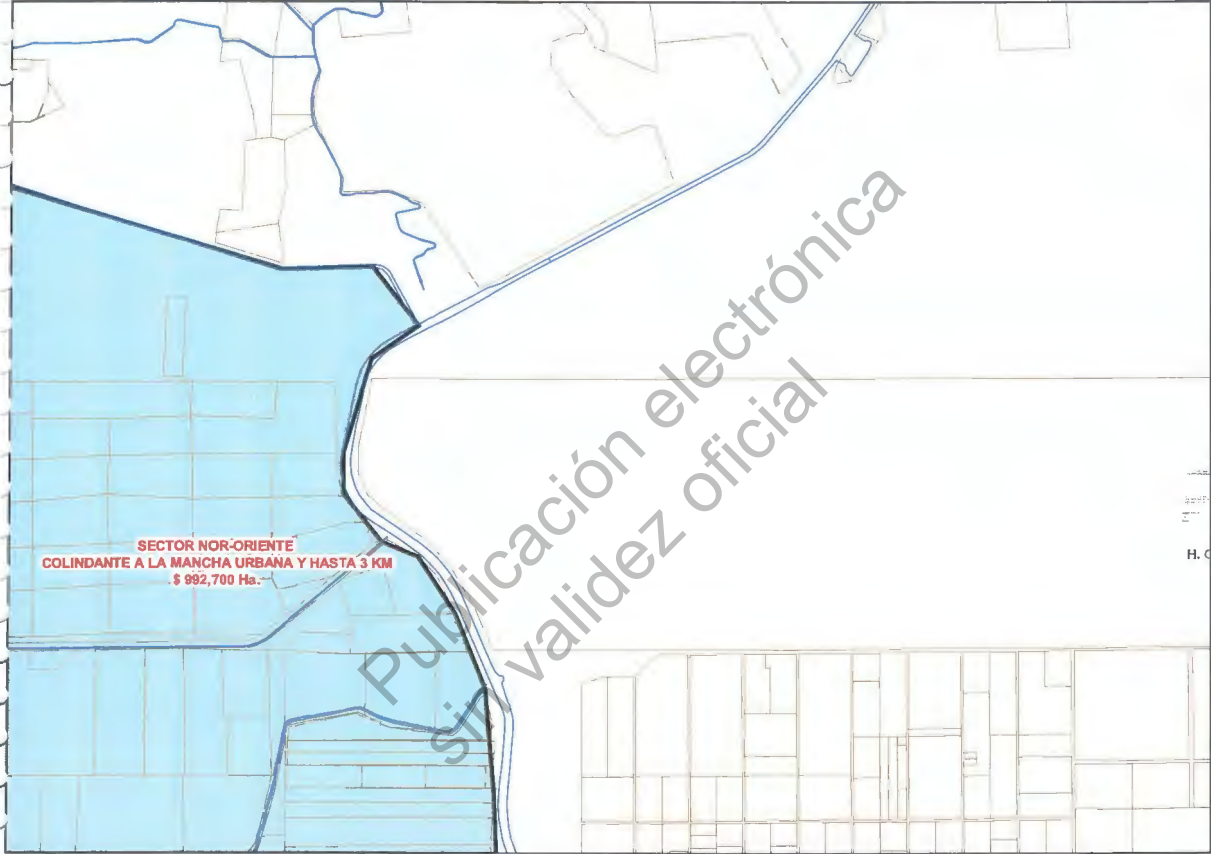 SECTOR NOR-ORIENTE
COLINDANTE A LA MANCHA URBANA Y HASTA 3 KM
$ 992,700 Ha.
Publicación electrónica
sin validez oficial
H.